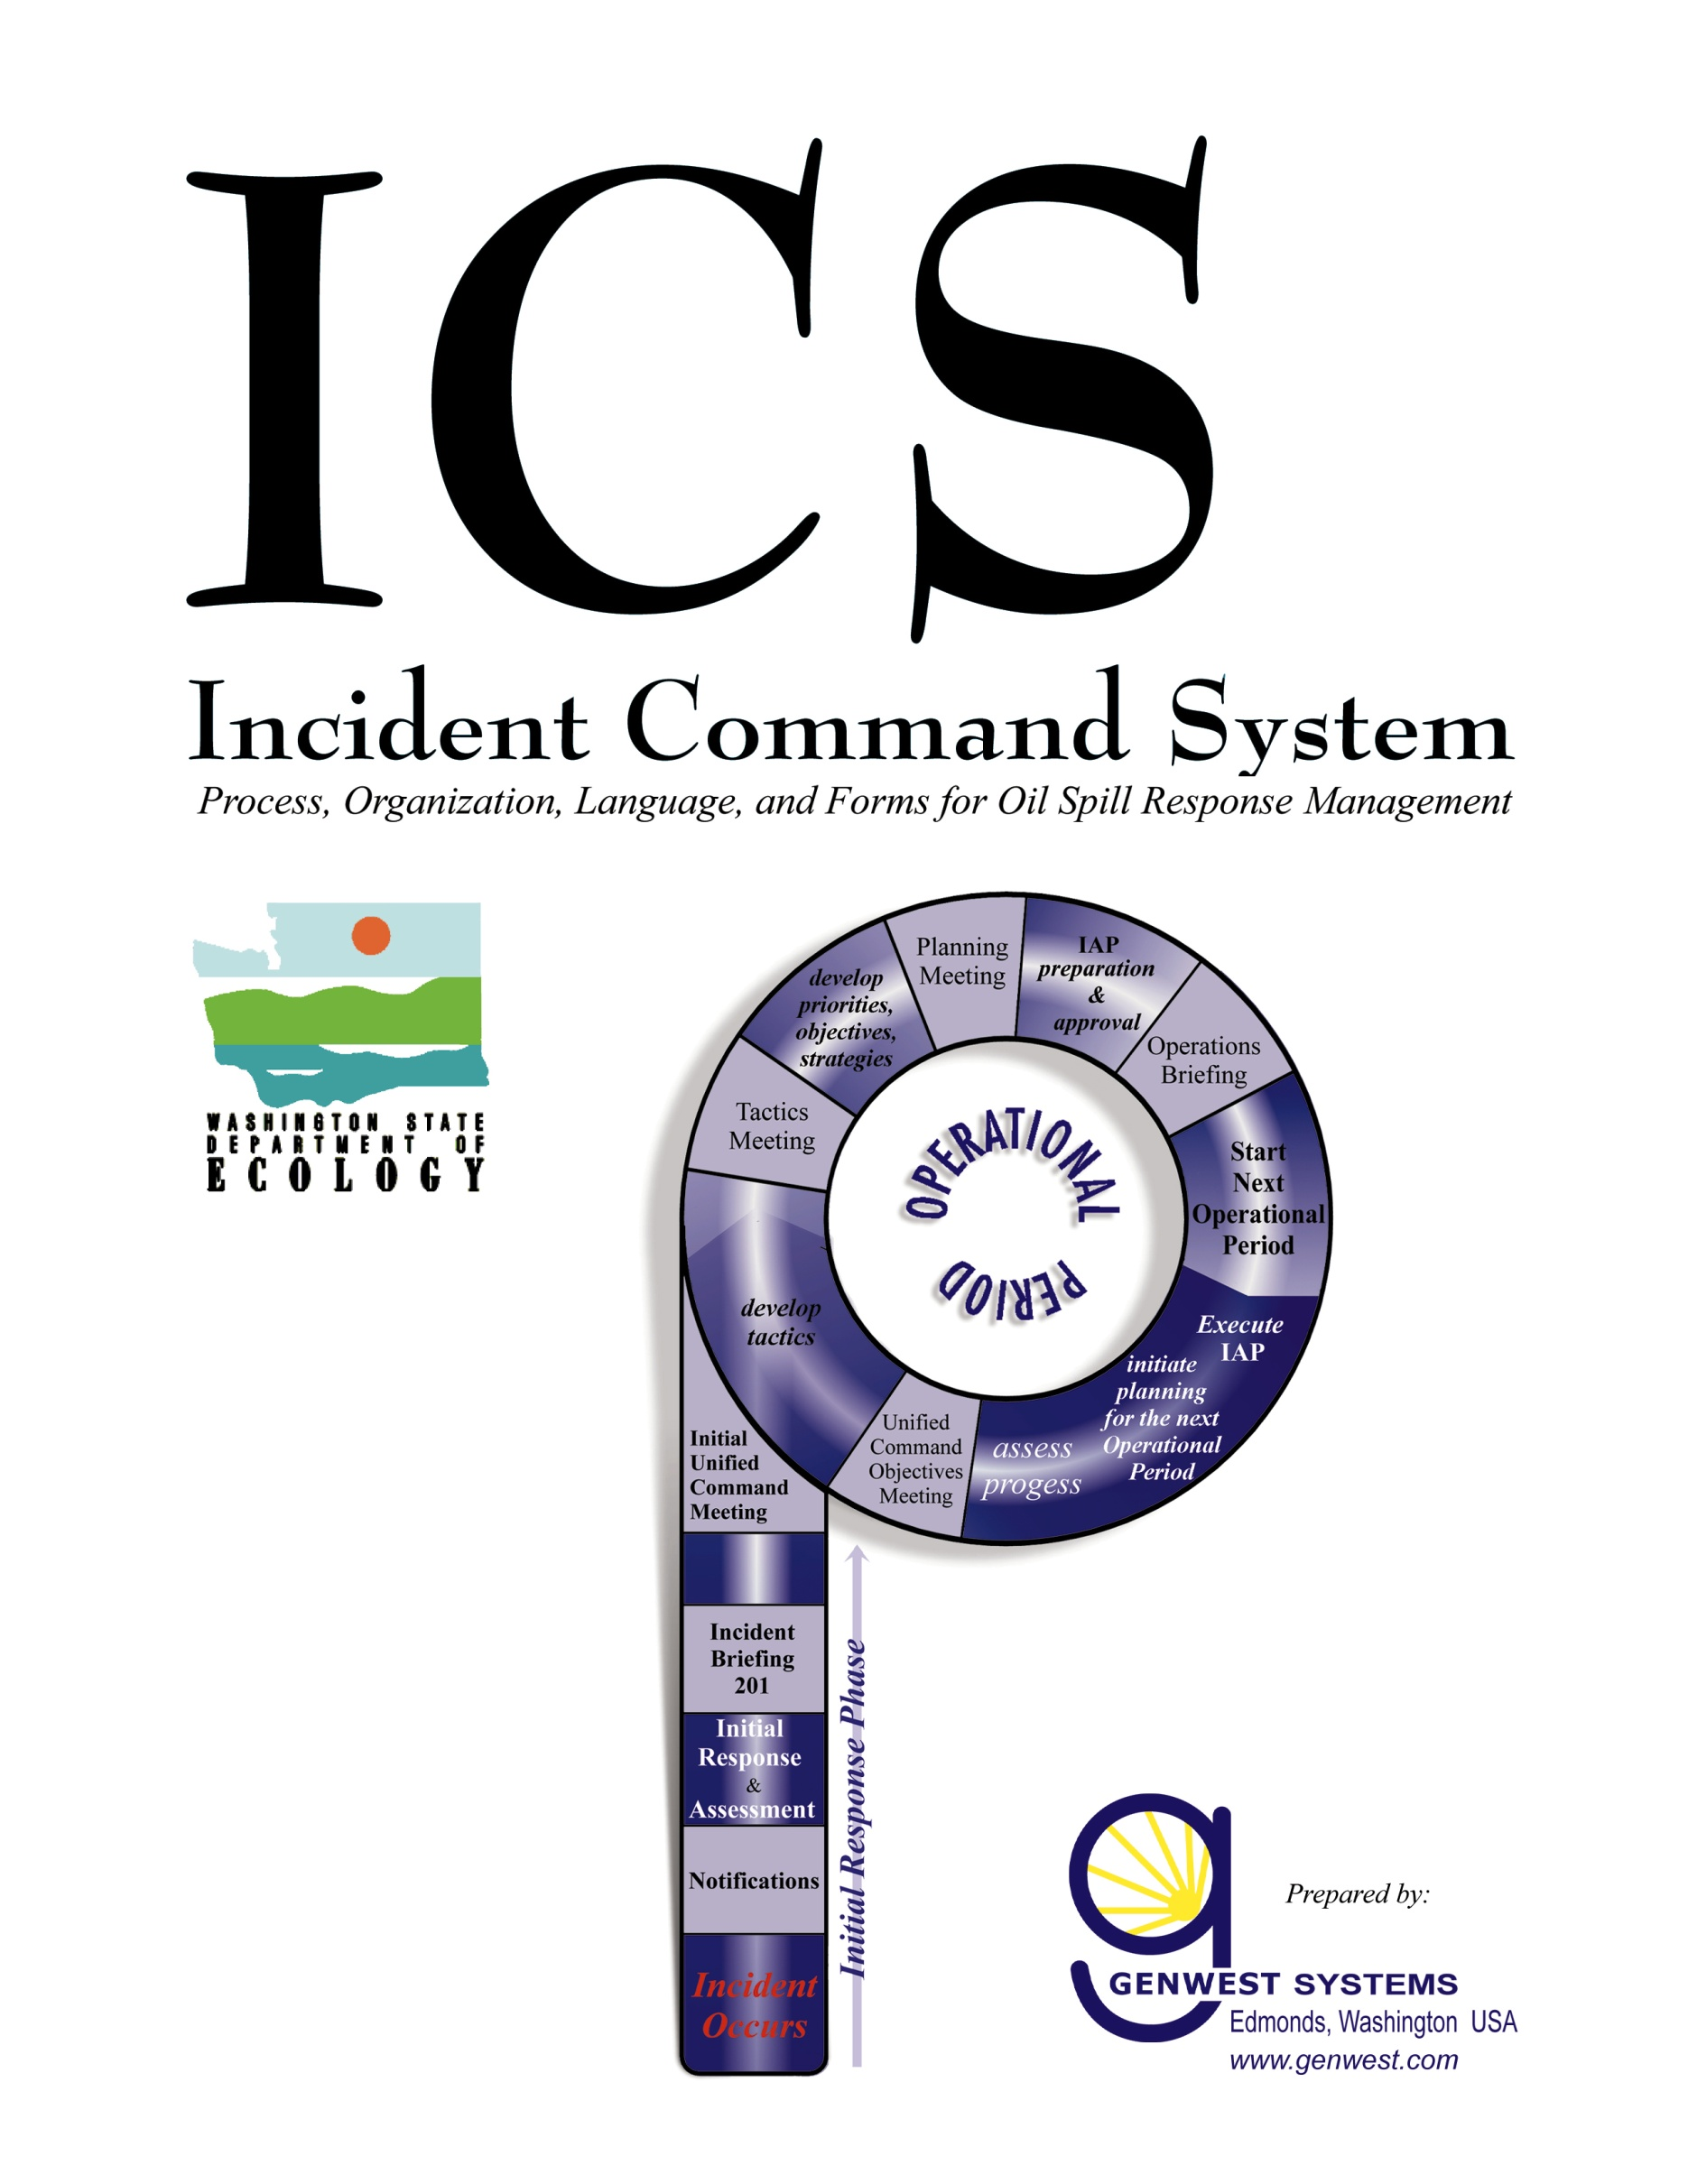 ICS
Incident Command System
Process, Organization, Language, and Forms for Oil Spill Response Management
WASHINGTON STATE
DEPARTMENT OF
ECOLOGY
Planning
Meeting
IAP
preparation
&
approval
develop
priorities,
objectives,
strategies
Operations
Briefing
Tactics
Meeting
Start
Next
Operational
Period
OPERATIONAL
PERIOD
develop
tactics
Execute
IAP
initiate
planning
for the next
Operational
Period
assess
progess
Unified
Command
Objectives
Meeting
Initial
Unified
Command
Meeting
Incident
Briefing
201
Initial
Response
&
Assessment
Notifications
Incident
Occurs
Initial Response Phase
Prepared by:
g
GENWEST SYSTEMS
Edmonds, Washington USA
www.genwest.com